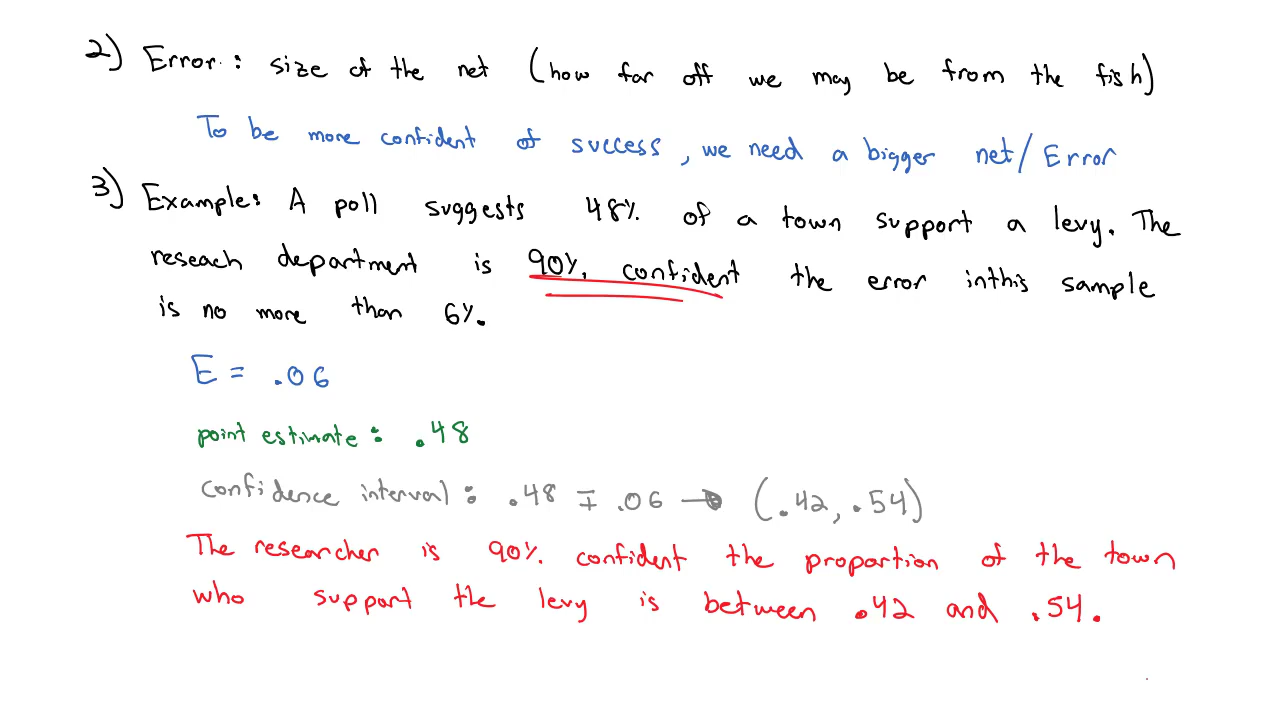 2) Error: size of the net (how far off we may be from the fish)
To be more confident of success, we need a bigger net/Error
3) Example: A poll suggests 48% of a town support a levy. The
reseach department is 90% confident the error inthis sample
is no more than 6%.
E = .06
point estimate: .48
confidence interval: .48 ∓ .06 → (.42, .54)
The researcher is 90% confident the proportion of the town
who support the levy is between .42 and .54.